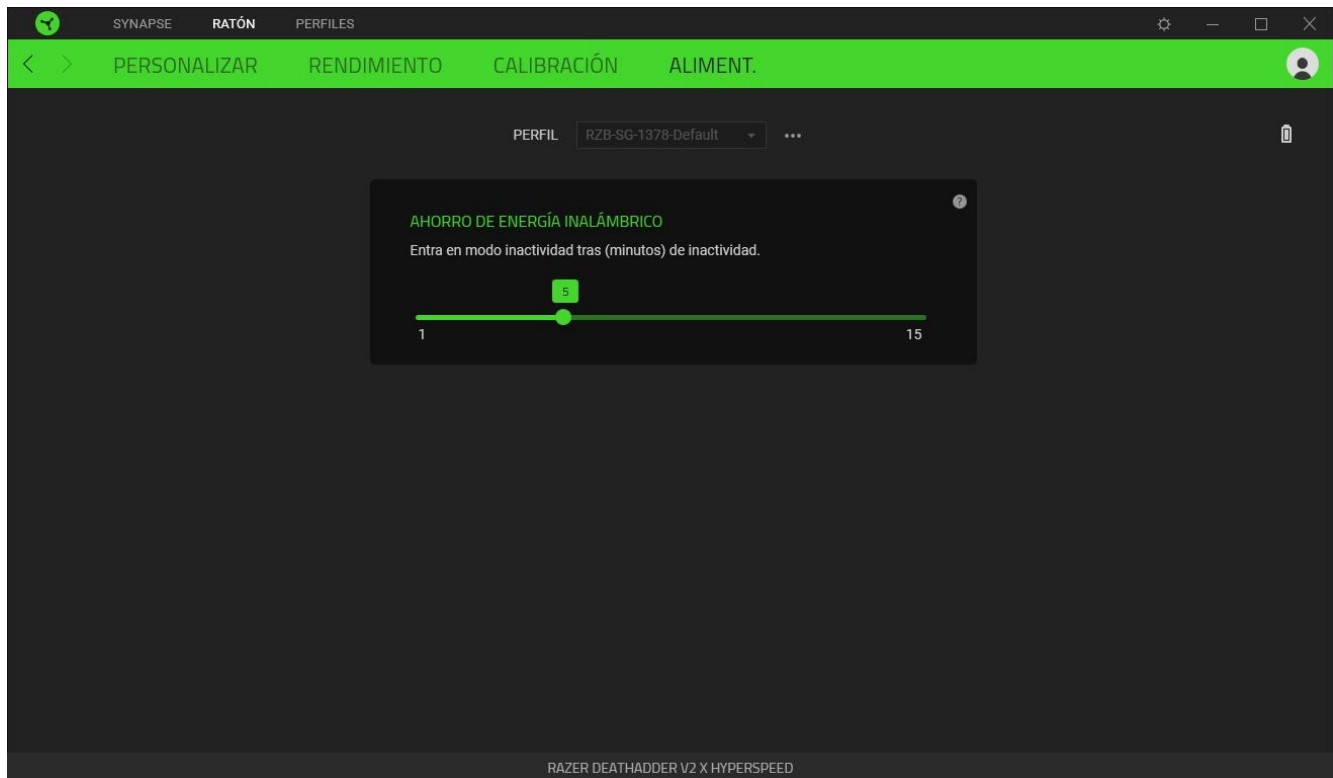 SYNAPSE RATÓN PERFILES
PERSONALIZAR RENDIMIENTO CALIBRACIÓN ALIMENT.
PERFIL RZB-SG-1378-Default
AHORRO DE ENERGÍA INALÁMBRICO
Entra en modo inactividad tras (minutos) de inactividad.
5
1 15
RAZER DEATHADDER V2 X HYPERSPEED